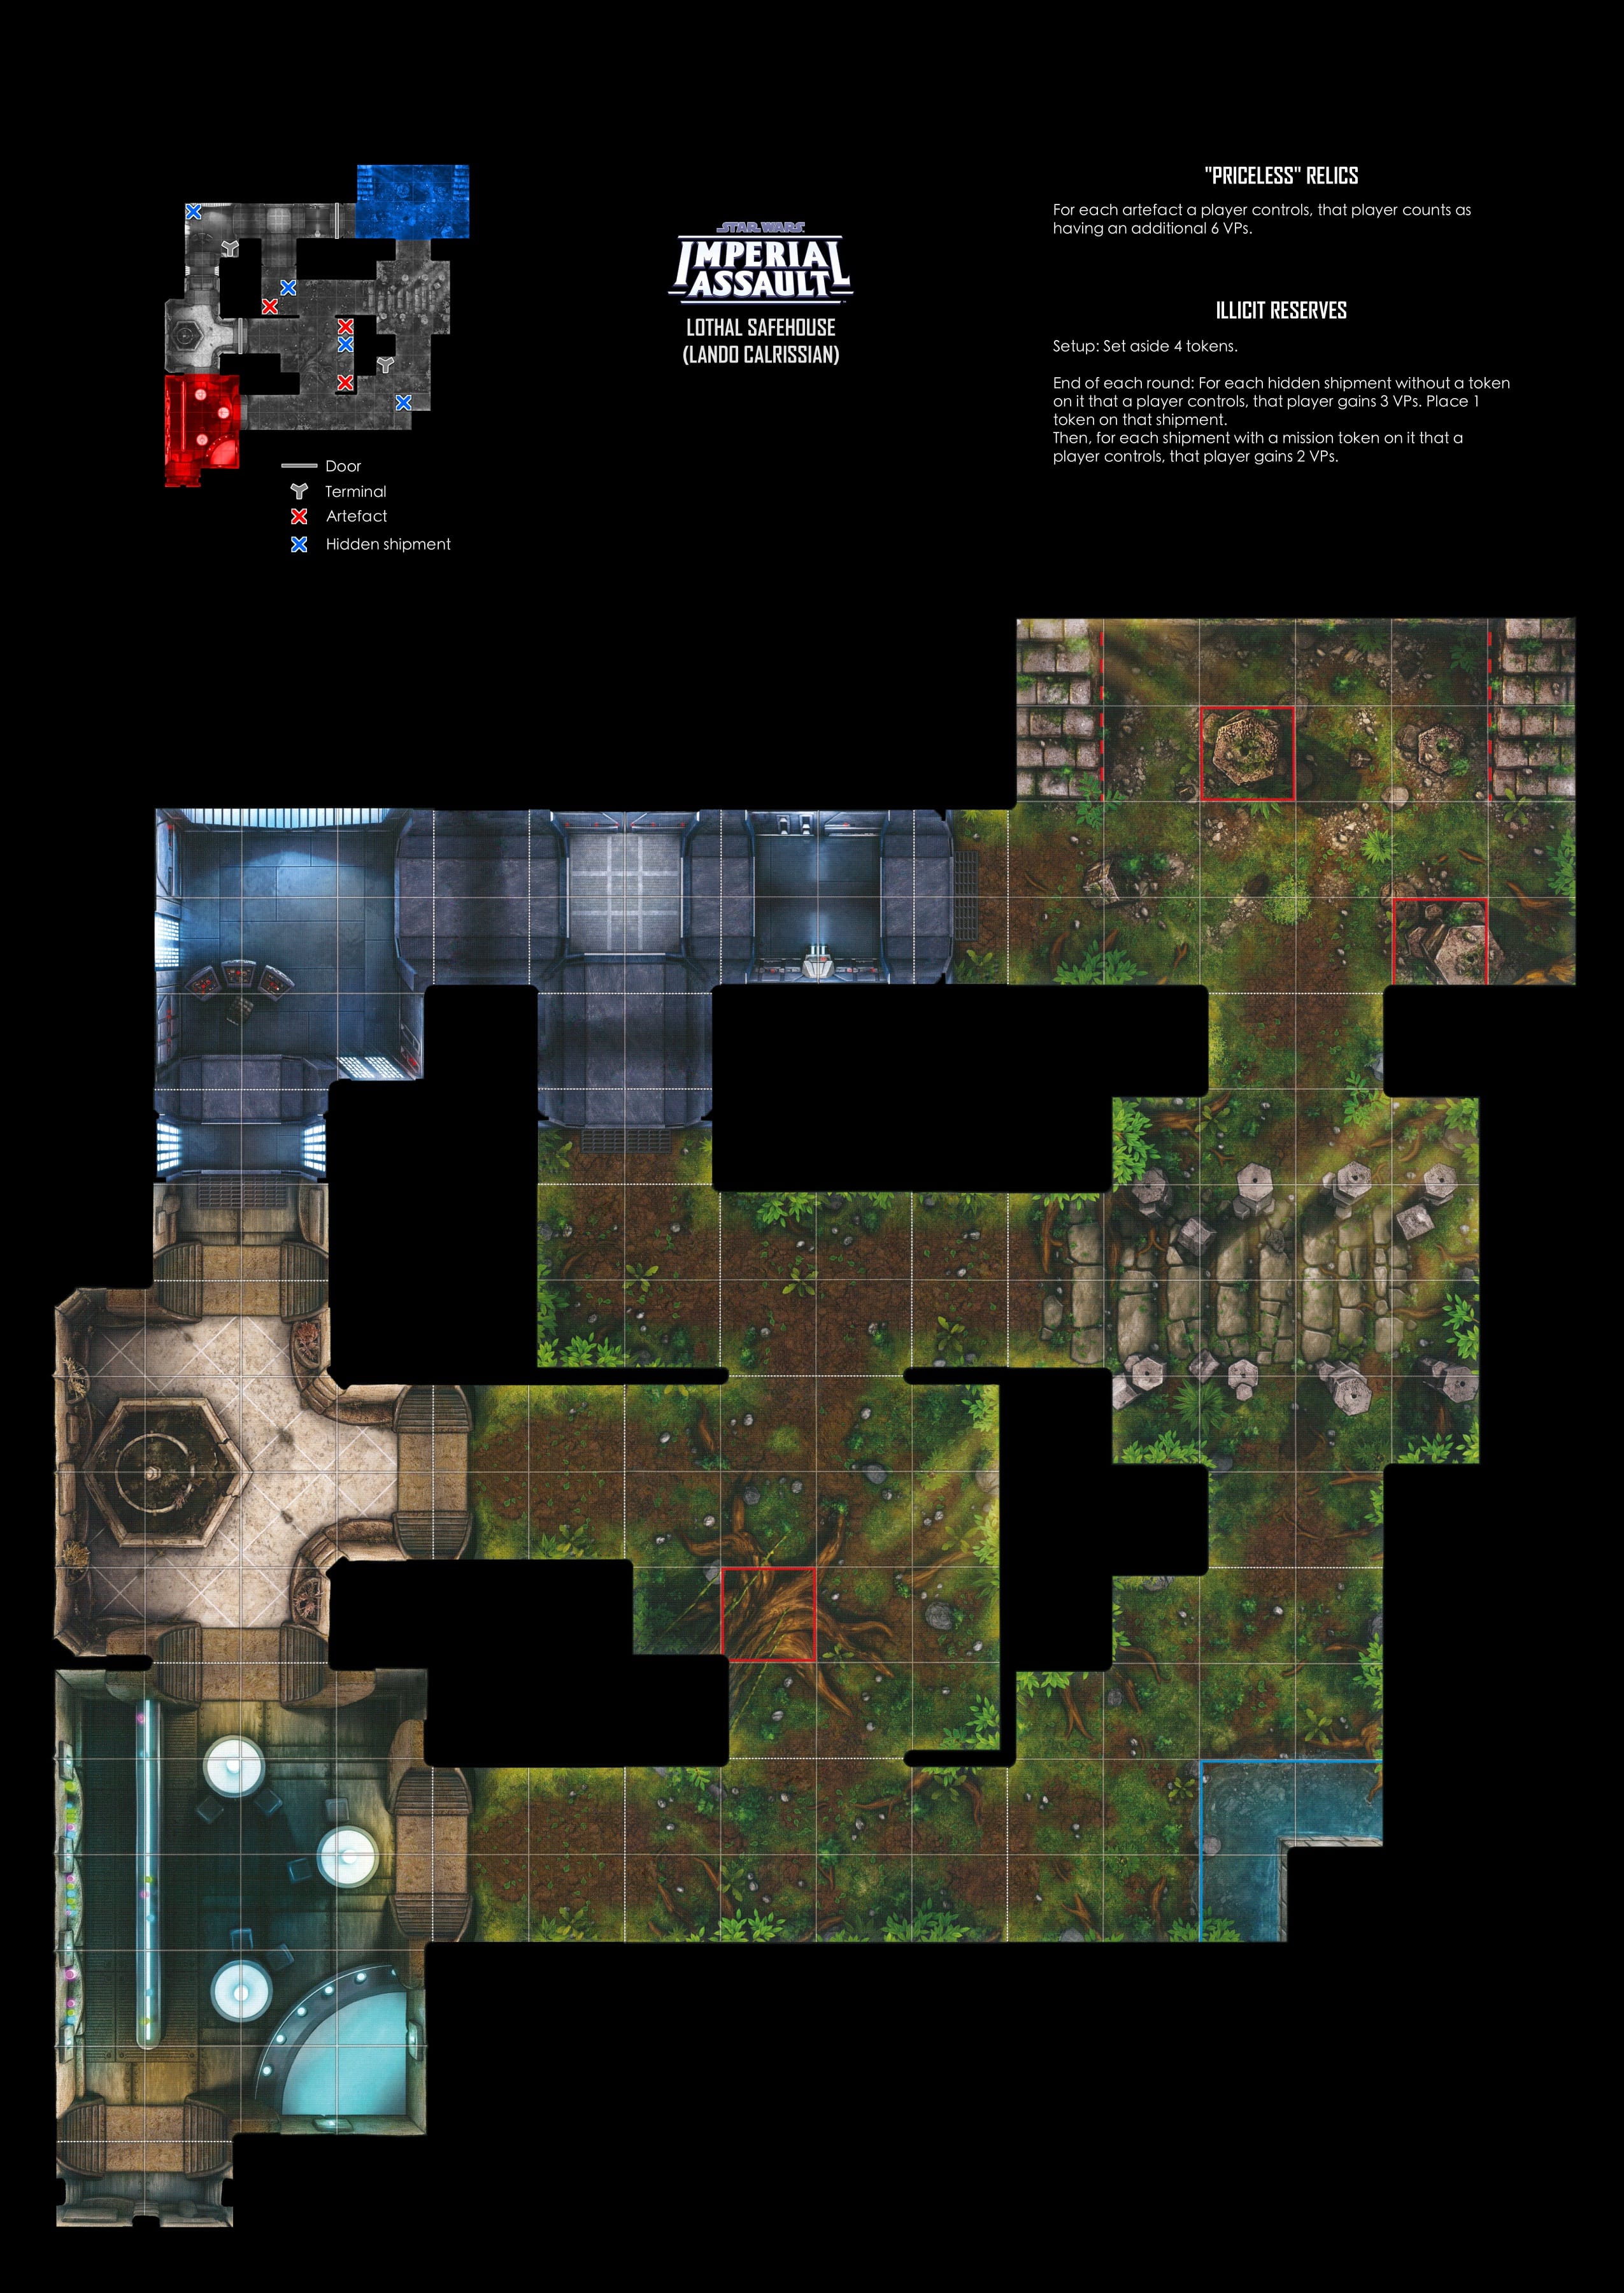 STAR WARS
IMPERIAL
ASSAULT
LOTHAL SAFEHOUSE
(LANDO CALRISSIAN)
Door
Terminal
Artefact
Hidden shipment
"PRICELESS" RELICS
For each artefact a player controls, that player counts as
having an additional 6 VPs.
ILLICIT RESERVES
Setup: Set aside 4 tokens.
End of each round: For each hidden shipment without a token
on it that a player controls, that player gains 3 VPs. Place 1
token on that shipment.
Then, for each shipment with a mission token on it that a
player controls, that player gains 2 VPs.